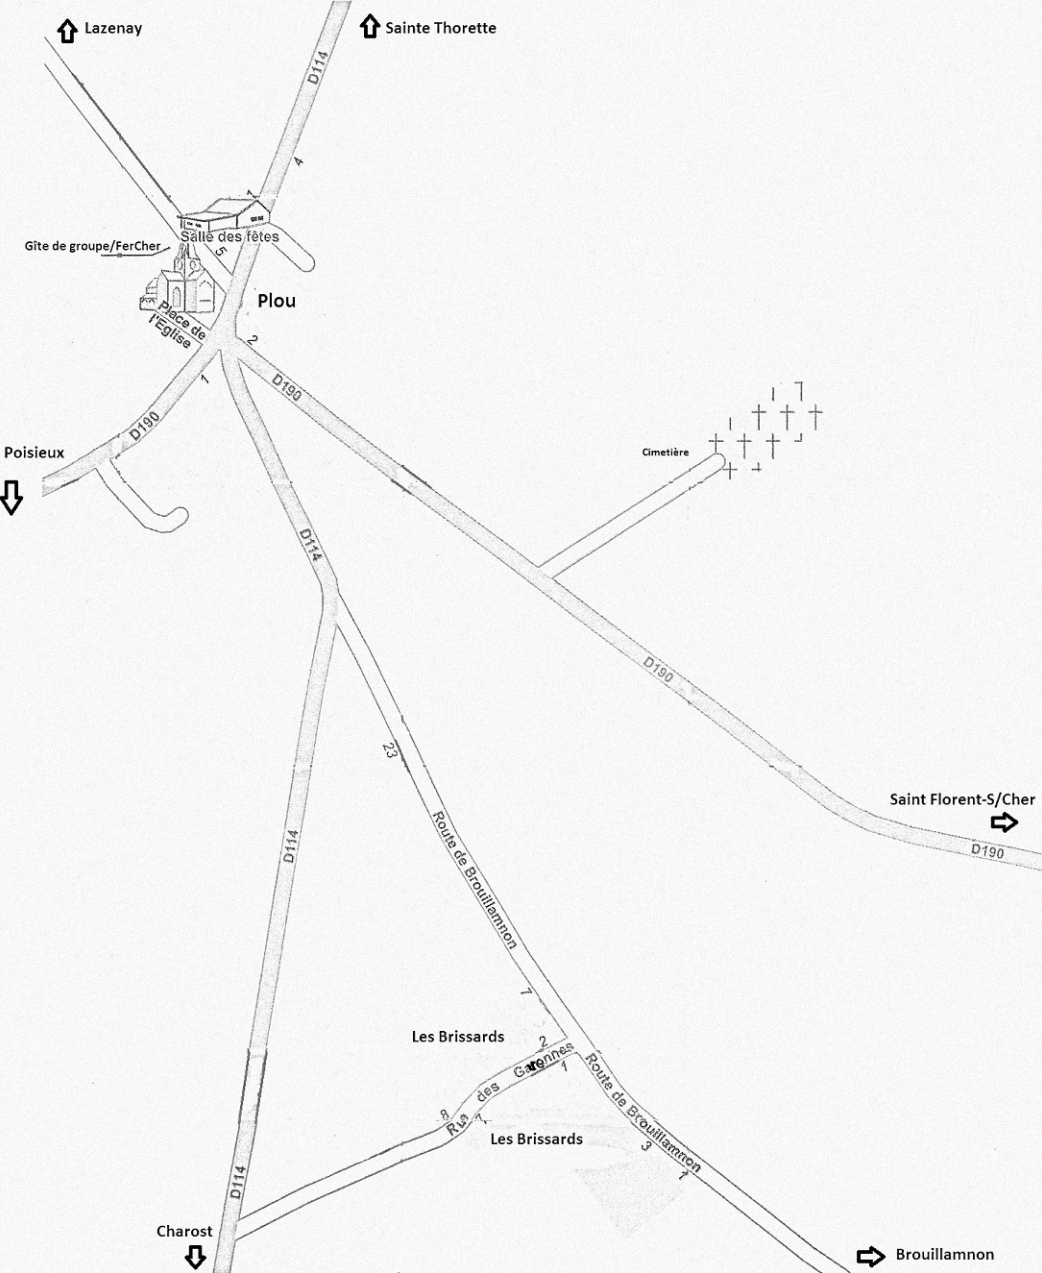 Lazenay
Sainte Thorette
D114
4
1
Salle des fêtes
Gîte de groupe/FerCher
5
Plou
Place de
l'Eglise
2
1
D190
D190
Poisieux
Cimetière
D114
D190
23
Saint Florent-S/Cher
D190
D114
Route de Brouillamnon
7
Les Brissards
2
Rue des Garennes
1
8
7
Les Brissards
Route de Brouillamnon
3
1
D114
Charost
Brouillamnon